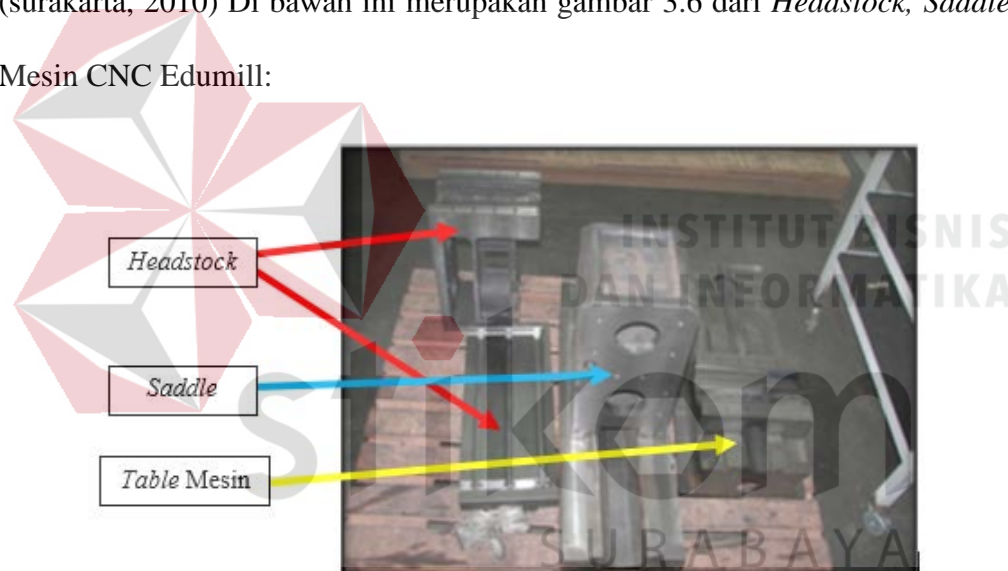 (surakarta, 2010) Di bawah ini merupakan gambar 3.6 dari Headstock, Saddle
Mesin CNC Edumill:
INSTITUT BISNIS
DAN INFORMATIKA
Headstock
Saddle
Table Mesin
stikom
SURABAYA